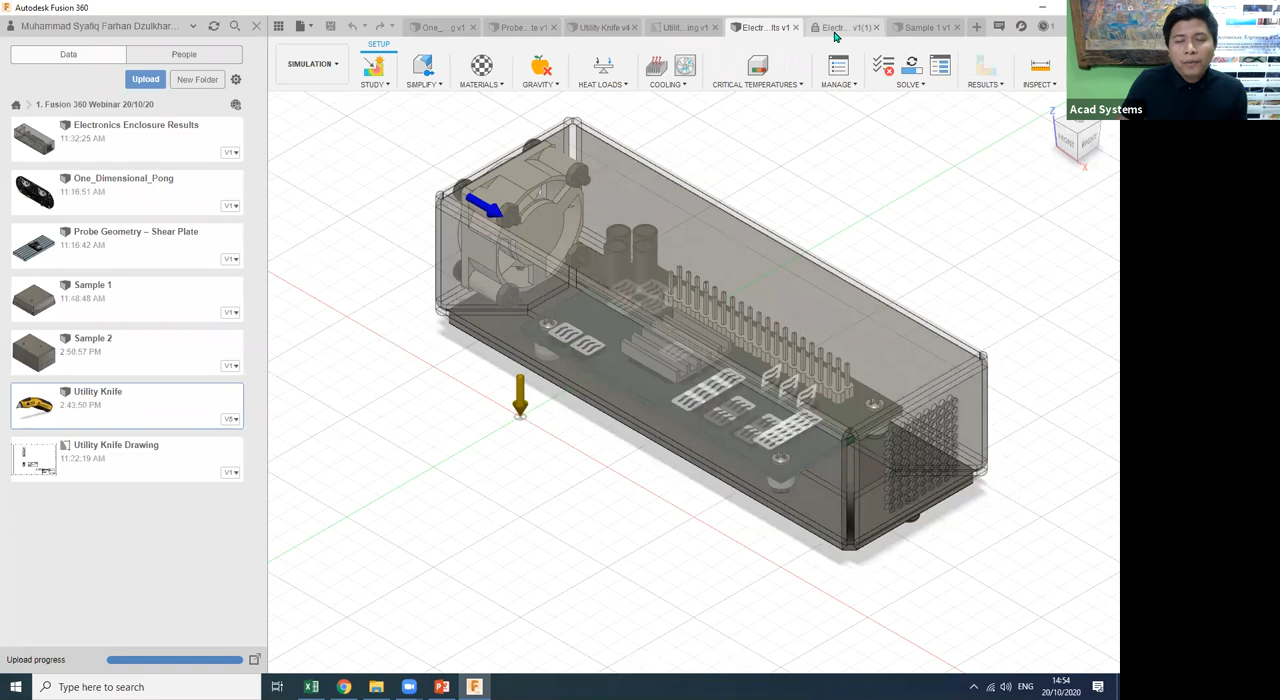 Autodesk Fusion 360
Muhammad Syafiq Farhan Dzulkhar...
One_...g v1
Probe...te v1
Utility Knife v4
Utilit...ing v1
Electr...lts v1
Electr... v1(1)
Sample 1 v1
1
Data
People
Upload
New Folder
1. Fusion 360 Webinar 20/10/20
Electronics Enclosure Results
11:32:25 AM
V1
One_Dimensional_Pong
11:16:51 AM
V1
Probe Geometry – Shear Plate
11:16:42 AM
V1
Sample 1
11:48:48 AM
V1
Sample 2
2:50:57 PM
V1
Utility Knife
2:43:50 PM
V5
Utility Knife Drawing
11:22:19 AM
V1
Upload progress
SETUP
SIMULATION
STUDY
SIMPLIFY
MATERIALS
GRAVITY
HEAT LOADS
COOLING
CRITICAL TEMPERATURES
MANAGE
SOLVE
RESULTS
INSPECT
Acad Systems
Z
FRONT
RIGHT
X
Type here to search
ENG
14:54
20/10/2020